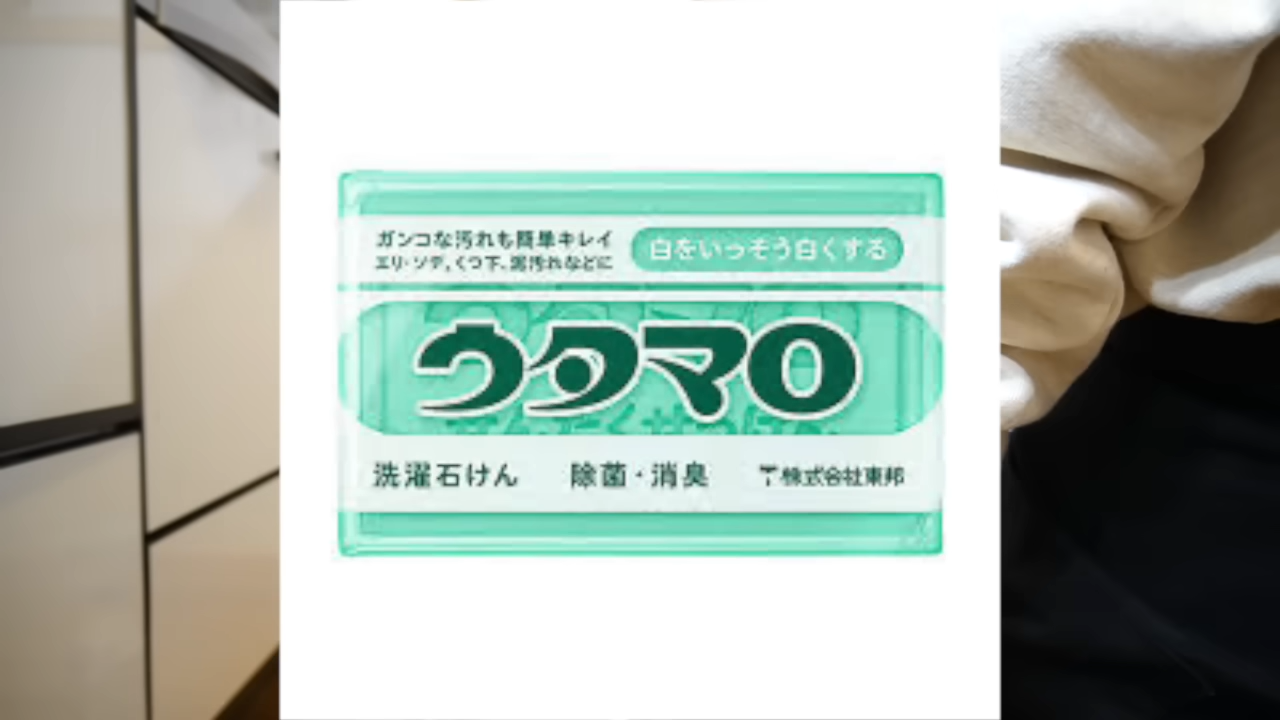 ガンコな汚れも簡単キレイ
エリ・ソデ、くつ下、泥汚れなどに
白をいっそう白くする
ウタマロ
洗濯石けん 除菌・消臭 株式会社東邦